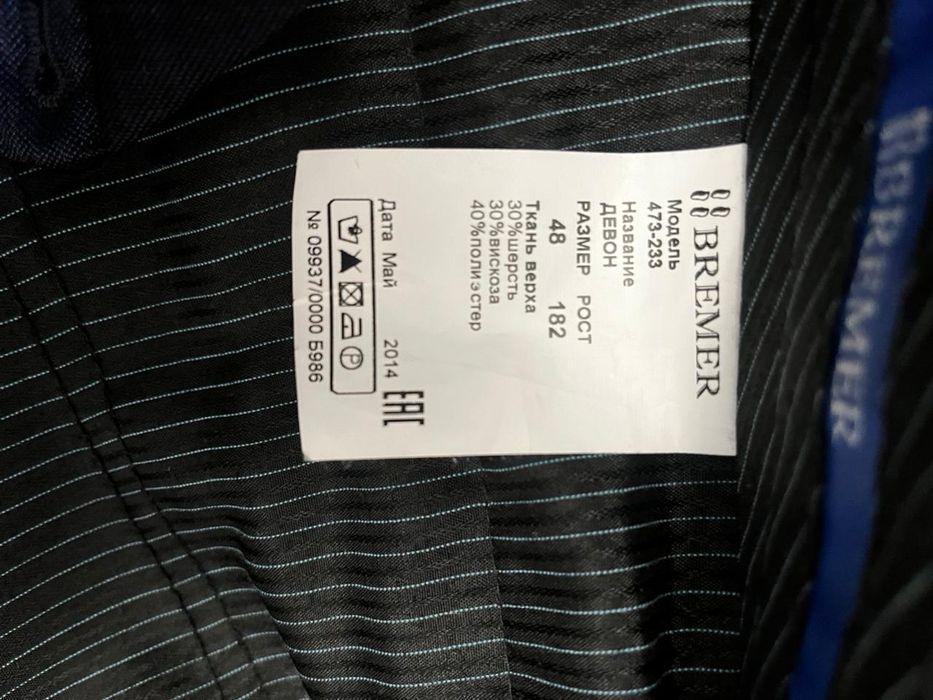 BREMER
Модель
473-233
Название
ДЕВОН
РАЗМЕР РОСТ
48 182
Ткань верха
30%шерсть
30%вискоза
40%полиэстер
Дата Май 2014
EAC
P
№ 09937/0000 5986
BREMER